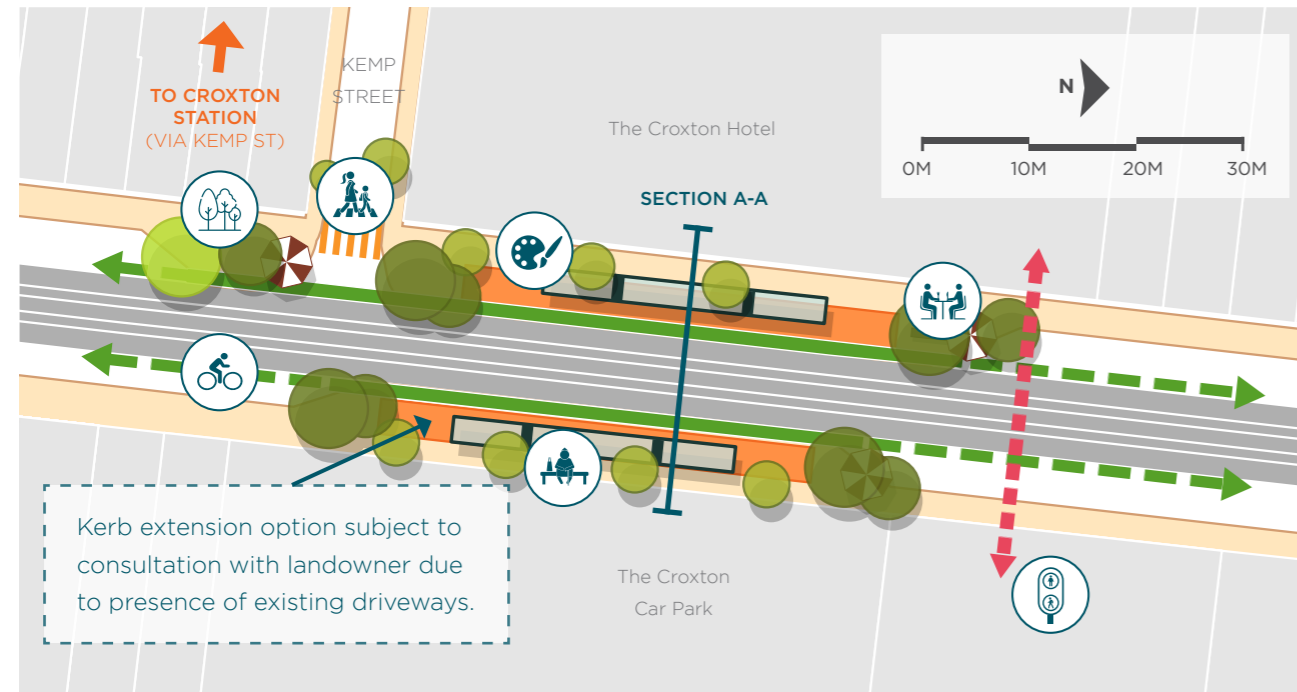 TO CROXTON
STATION
(VIA KEMP ST)
KEMP
STREET
The Croxton Hotel
N
0M 10M 20M 30M
SECTION A-A
Kerb extension option subject to
consultation with landowner due
to presence of existing driveways.
The Croxton
Car Park